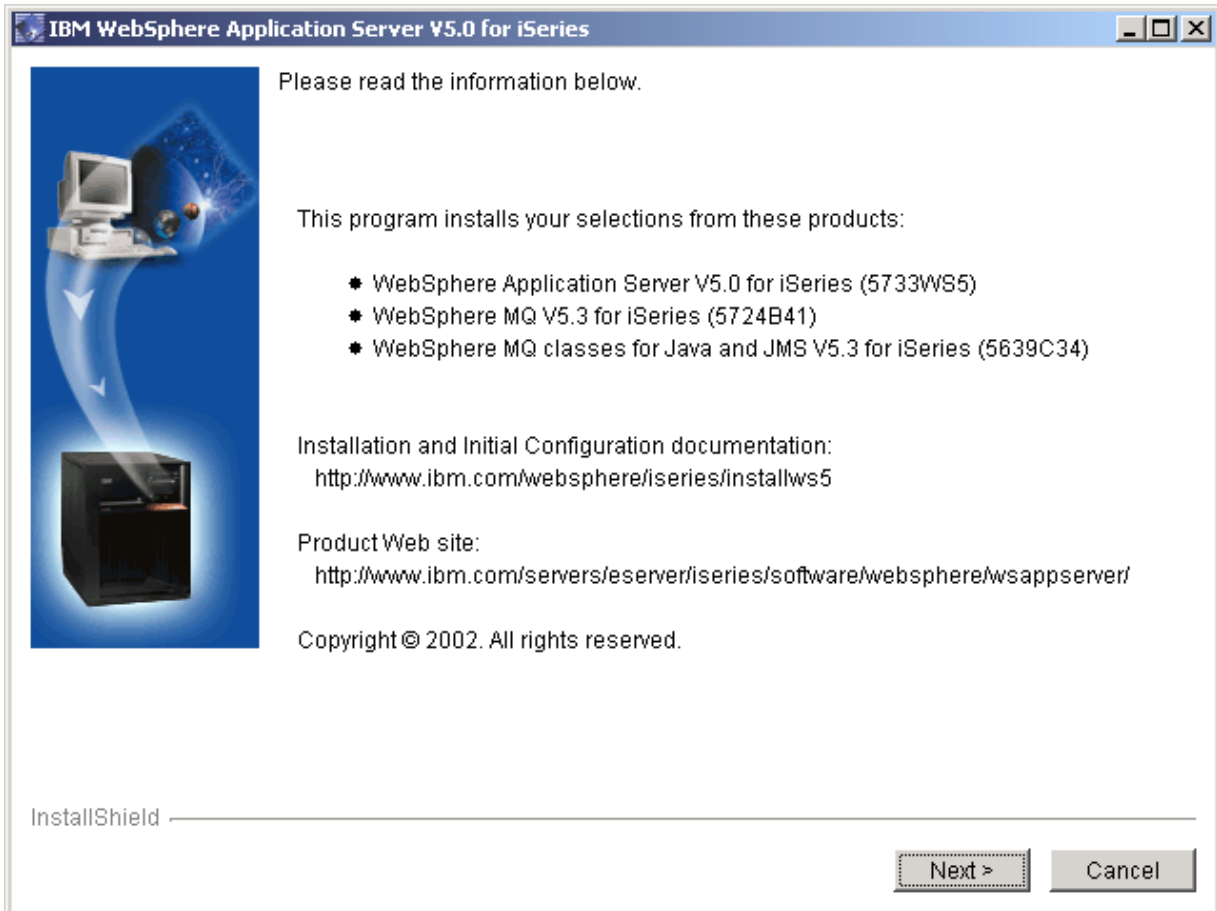 IBM WebSphere Application Server V5.0 for iSeries
Please read the information below.
This program installs your selections from these products:
WebSphere Application Server V5.0 for iSeries (5733WS5)
WebSphere MQ V5.3 for iSeries (5724B41)
WebSphere MQ classes for Java and JMS V5.3 for iSeries (5639C34)
Installation and Initial Configuration documentation:
http://www.ibm.com/websphere/iseries/installws5
Product Web site:
http://www.ibm.com/servers/eserver/iseries/software/websphere/wsappserver/
Copyright © 2002. All rights reserved.
InstallShield
Next >
Cancel